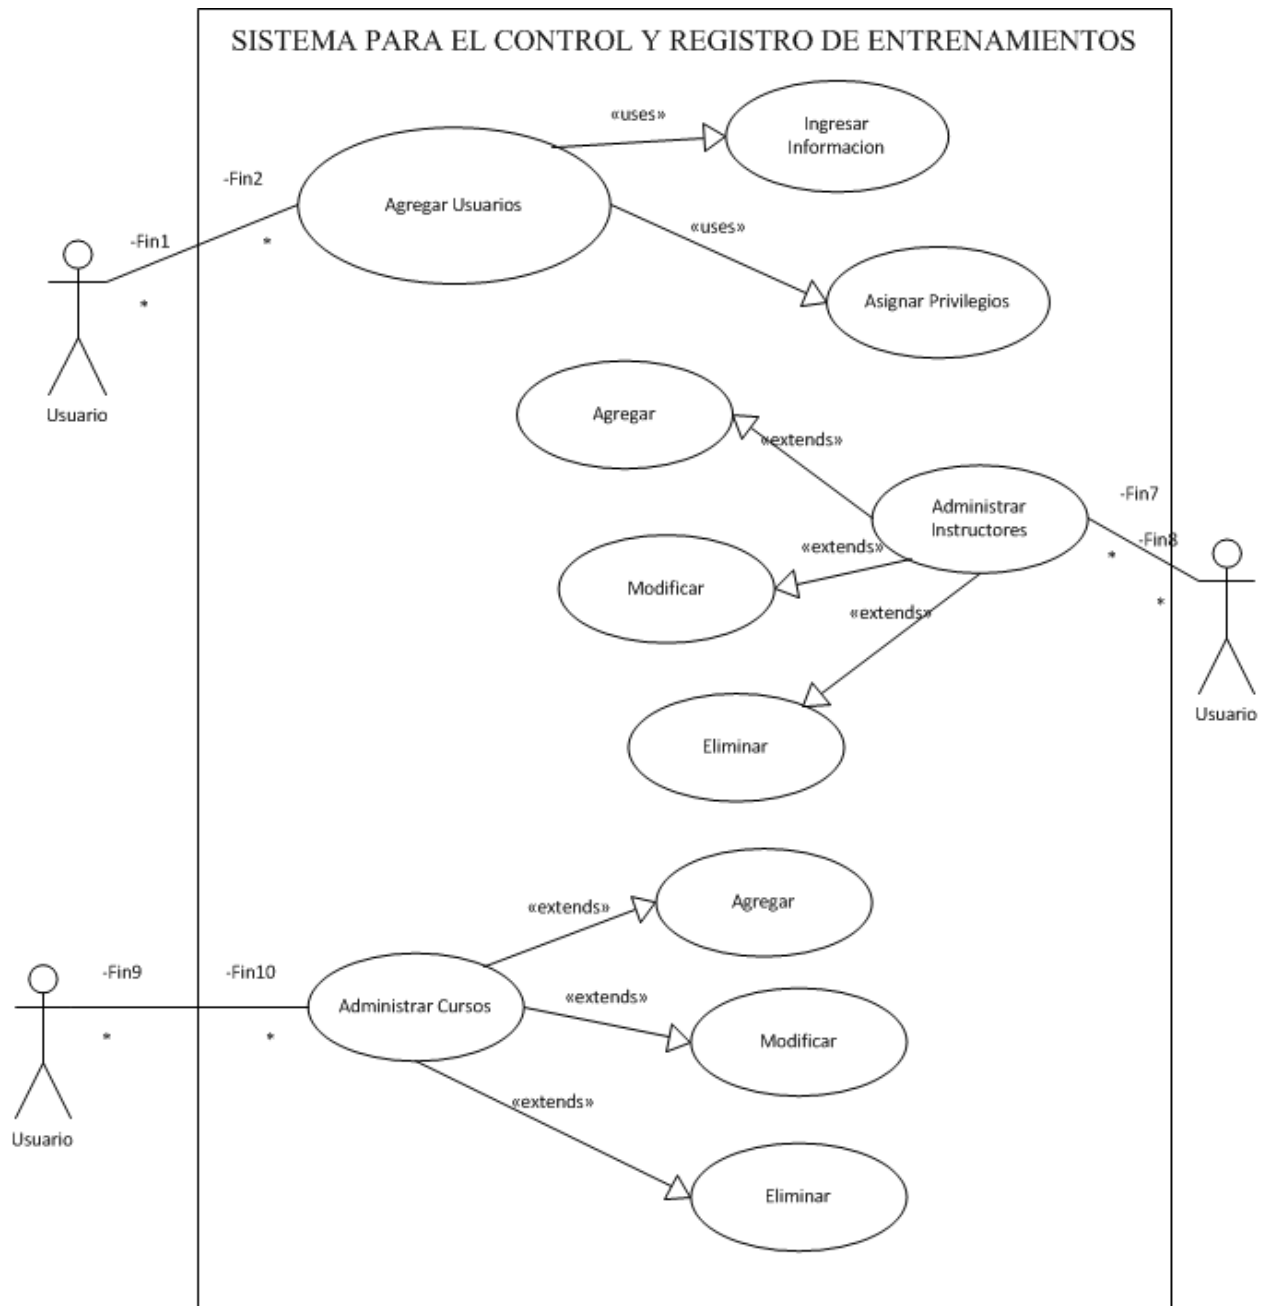 SISTEMA PARA EL CONTROL Y REGISTRO DE ENTRENAMIENTOS
«uses»
Ingresar
Informacion
-Fin2
Agregar Usuarios
-Fin1
*
«uses»
*
Asignar Privilegios
Usuario
Agregar
«extends»
-Fin7
Administrar
Instructores
-Fin8
«extends»
*
Modificar
*
«extends»
Usuario
Eliminar
Agregar
«extends»
-Fin9
-Fin10
«extends»
Administrar Cursos
*
*
Modificar
«extends»
Usuario
Eliminar